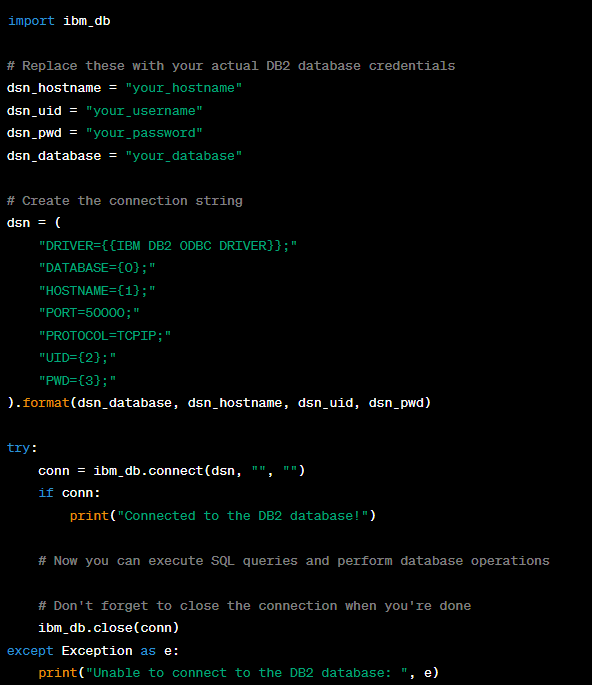 import ibm_db

# Replace these with your actual DB2 database credentials
dsn_hostname = "your_hostname"
dsn_uid = "your_username"
dsn_pwd = "your_password"
dsn_database = "your_database"

# Create the connection string
dsn = (
    "DRIVER={{IBM DB2 ODBC DRIVER}};"
    "DATABASE={0};"
    "HOSTNAME={1};"
    "PORT=50000;"
    "PROTOCOL=TCPIP;"
    "UID={2};"
    "PWD={3};"
).format(dsn_database, dsn_hostname, dsn_uid, dsn_pwd)

try:
    conn = ibm_db.connect(dsn, "", "")
    if conn:
        print("Connected to the DB2 database!")

    # Now you can execute SQL queries and perform database operations

    # Don't forget to close the connection when you're done
    ibm_db.close(conn)
except Exception as e:
    print("Unable to connect to the DB2 database: ", e)